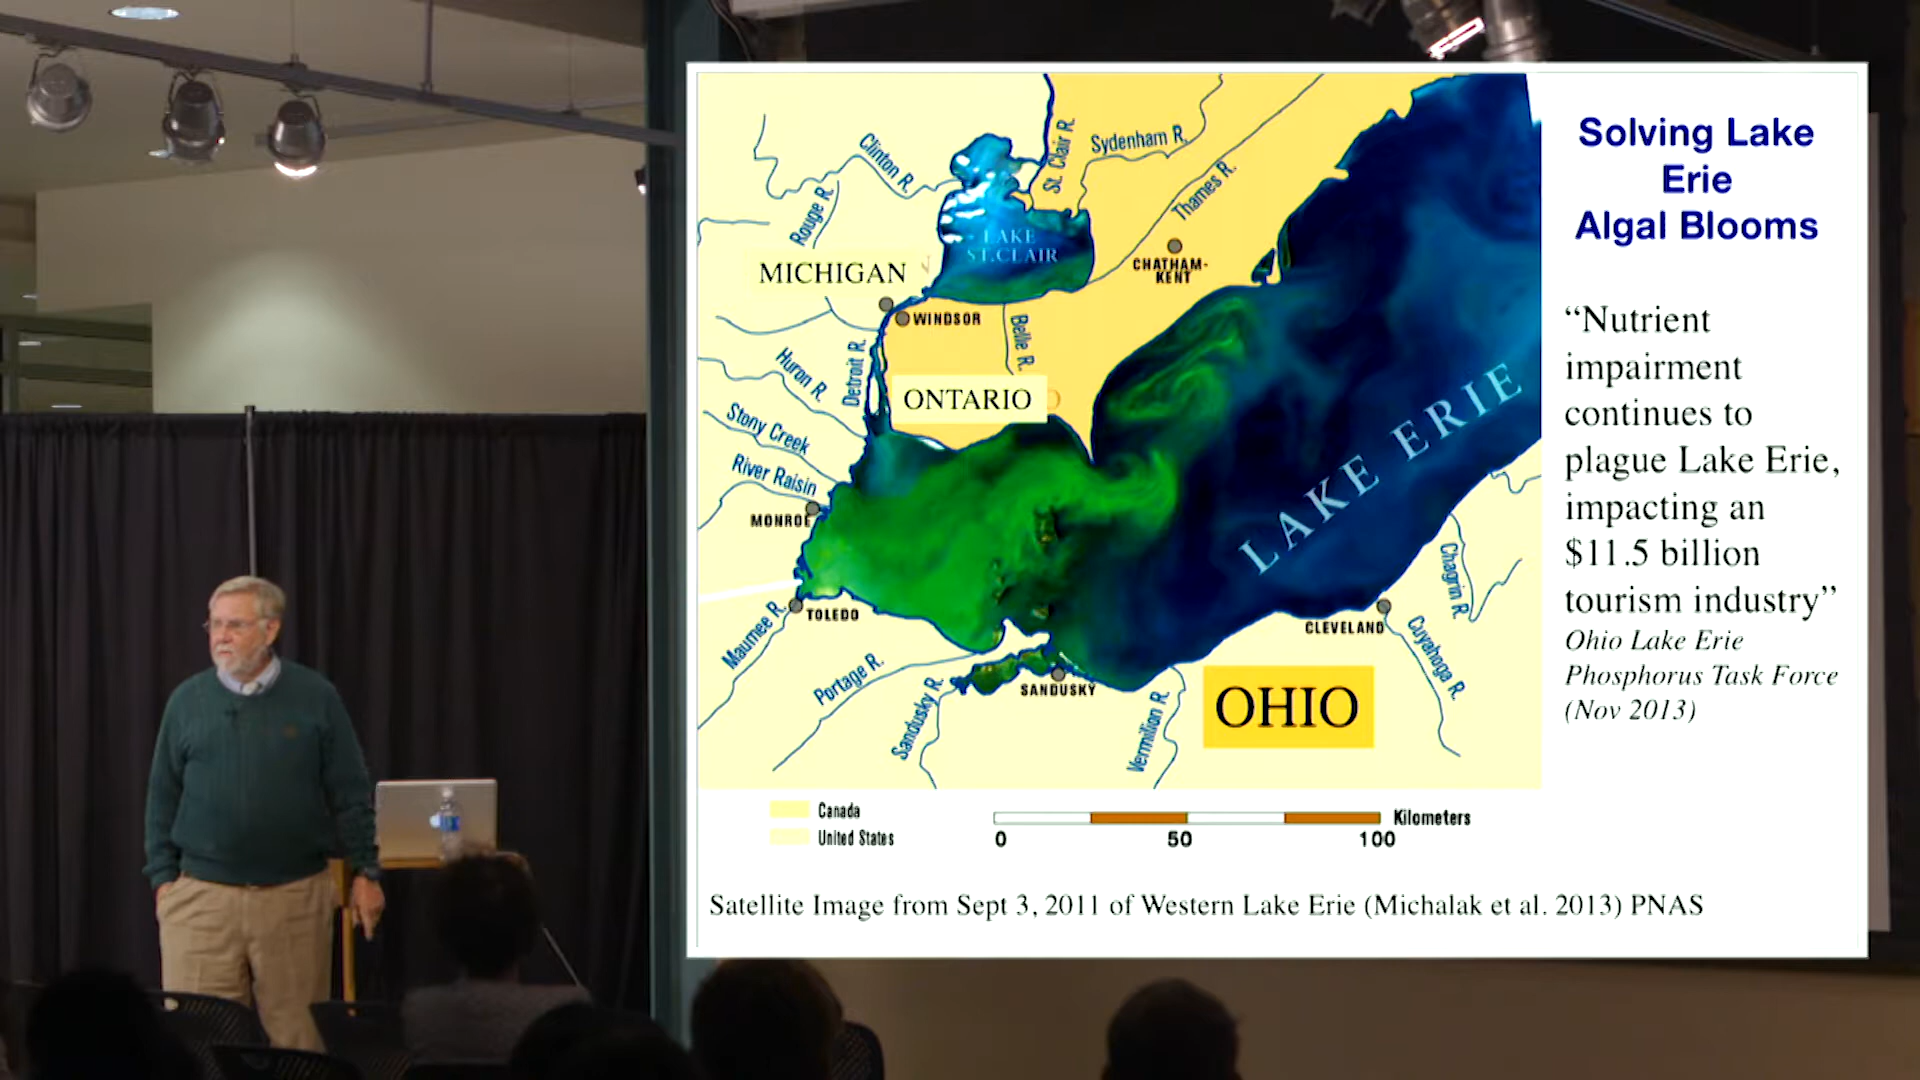 Solving Lake
Erie
Algal Blooms
“Nutrient
impairment
continues to
plague Lake Erie,
impacting an
$11.5 billion
tourism industry”
Ohio Lake Erie
Phosphorus Task Force
(Nov 2013)
Clinton R.
Rouge R.
St. Clair R.
Sydenham R.
Thames R.
LAKE
ST.CLAIR
CHATHAM-
KENT
MICHIGAN
WINDSOR
Belle R.
Detroit R.
Huron R.
ONTARIO
Stony Creek
River Raisin
MONROE
LAKE ERIE
Maumee R.
TOLEDO
Portage R.
Sandusky R.
SANDUSKY
Vermilion R.
OHIO
CLEVELAND
Chagrin R.
Cuyahoga R.
Canada
United States
0 50 100 Kilometers
Satellite Image from Sept 3, 2011 of Western Lake Erie (Michalak et al. 2013) PNAS